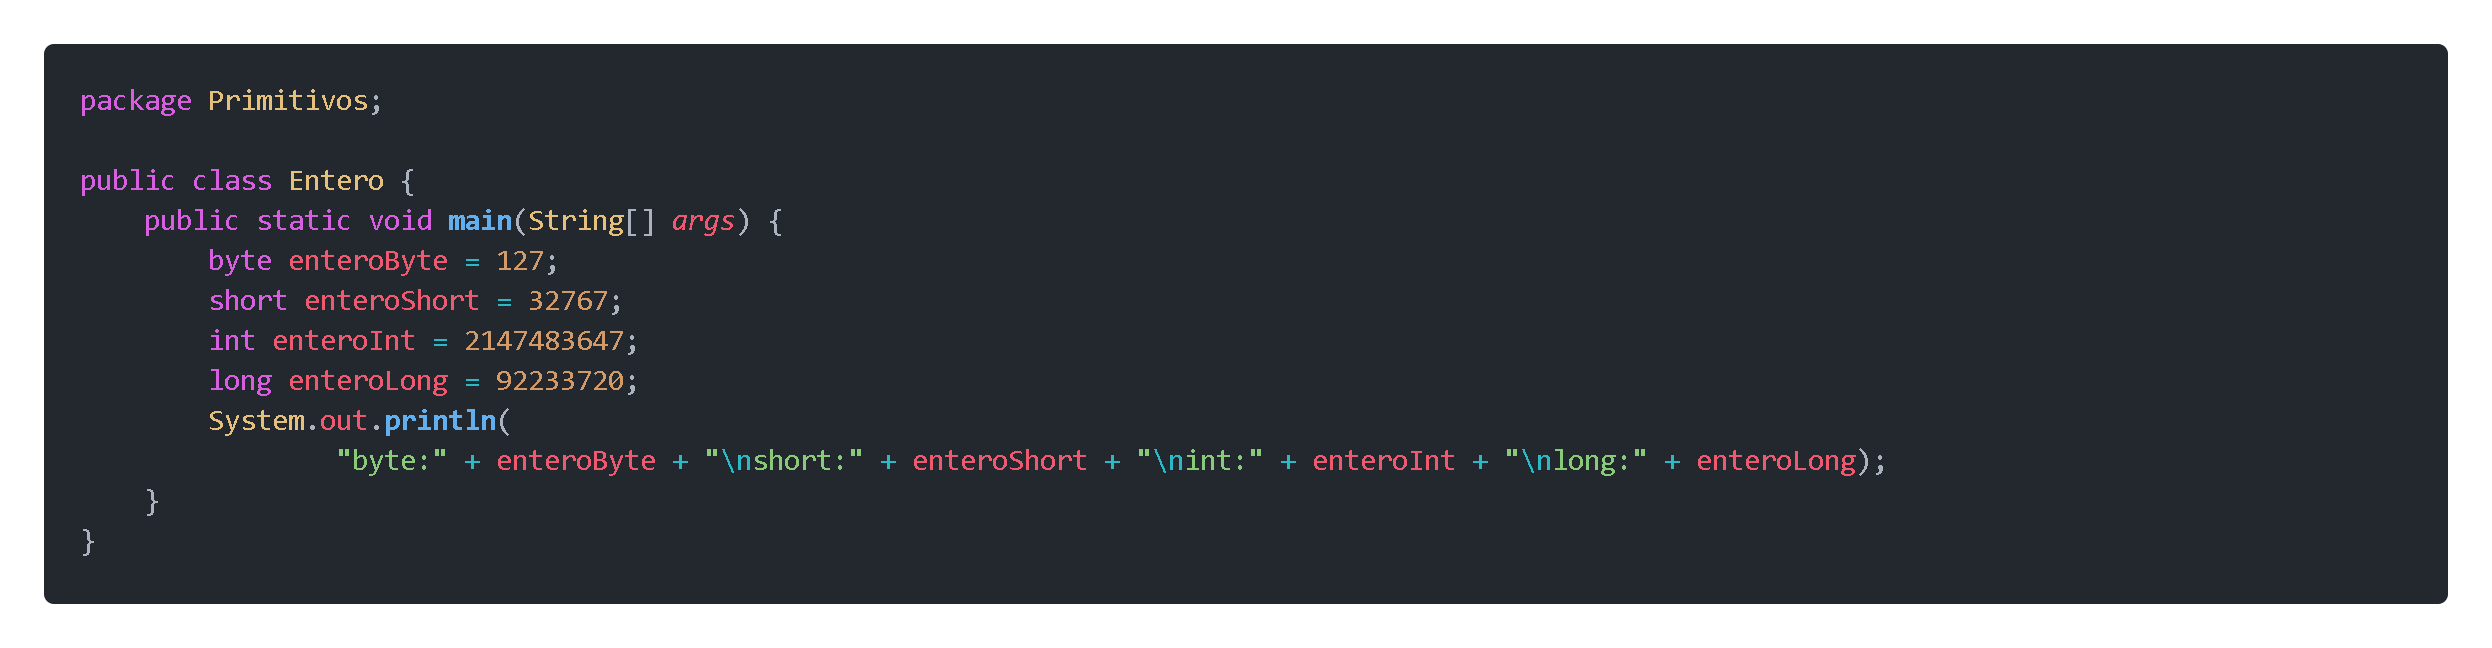 package Primitivos;
public class Entero {
    public static void main(String[] args) {
        byte enteroByte = 127;
        short enteroShort = 32767;
        int enteroInt = 2147483647;
        long enteroLong = 92233720;
        System.out.println(
                "byte:" + enteroByte + "\nshort:" + enteroShort + "\nint:" + enteroInt + "\nlong:" + enteroLong);
    }
}